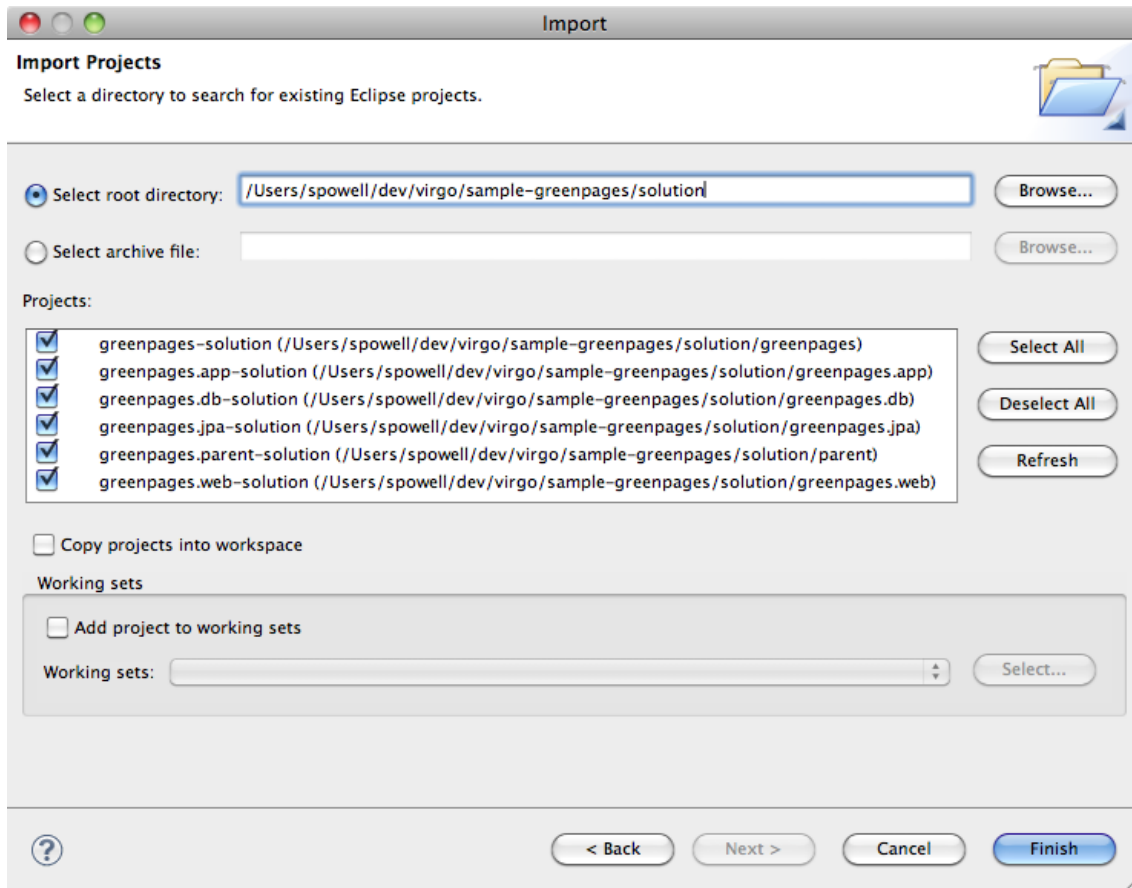 Import
Import Projects
Select a directory to search for existing Eclipse projects.
Select root directory: /Users/spowell/dev/virgo/sample-greenpages/solution Browse...
Select archive file: Browse...
Projects:
greenpages-solution (/Users/spowell/dev/virgo/sample-greenpages/solution/greenpages)
greenpages.app-solution (/Users/spowell/dev/virgo/sample-greenpages/solution/greenpages.app)
greenpages.db-solution (/Users/spowell/dev/virgo/sample-greenpages/solution/greenpages.db)
greenpages.jpa-solution (/Users/spowell/dev/virgo/sample-greenpages/solution/greenpages.jpa)
greenpages.parent-solution (/Users/spowell/dev/virgo/sample-greenpages/solution/parent)
greenpages.web-solution (/Users/spowell/dev/virgo/sample-greenpages/solution/greenpages.web)
Select All
Deselect All
Refresh
Copy projects into workspace
Working sets
Add project to working sets
Working sets: Select...
? < Back Next > Cancel Finish